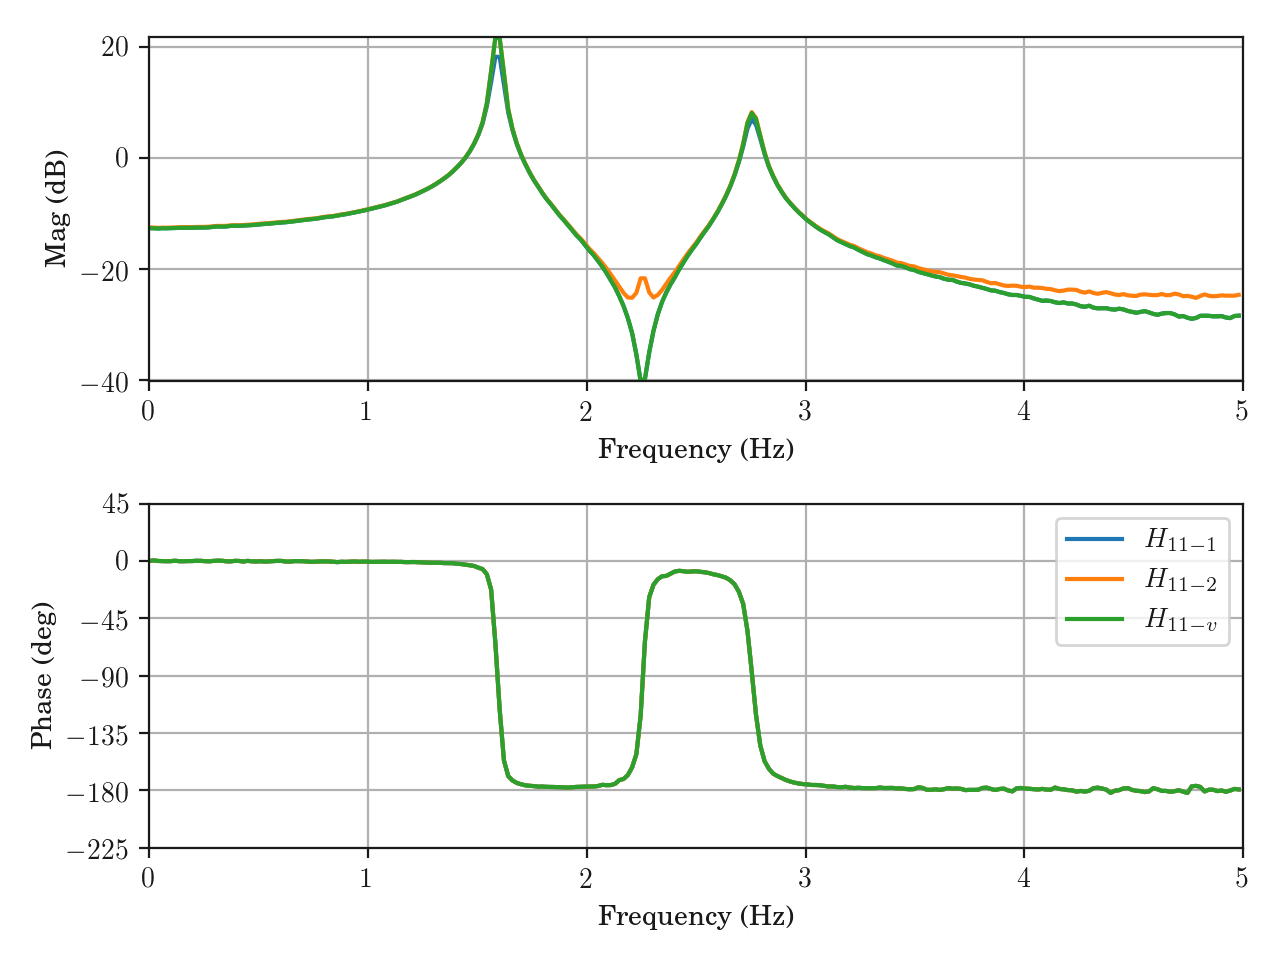 20
0
−20
−40
Mag (dB)
0 1 2 3 4 5
Frequency (Hz)
45
0
−45
−90
−135
−180
−225
Phase (deg)
H₁₁₋₁
H₁₁₋₂
H₁₁₋ᵥ
0 1 2 3 4 5
Frequency (Hz)